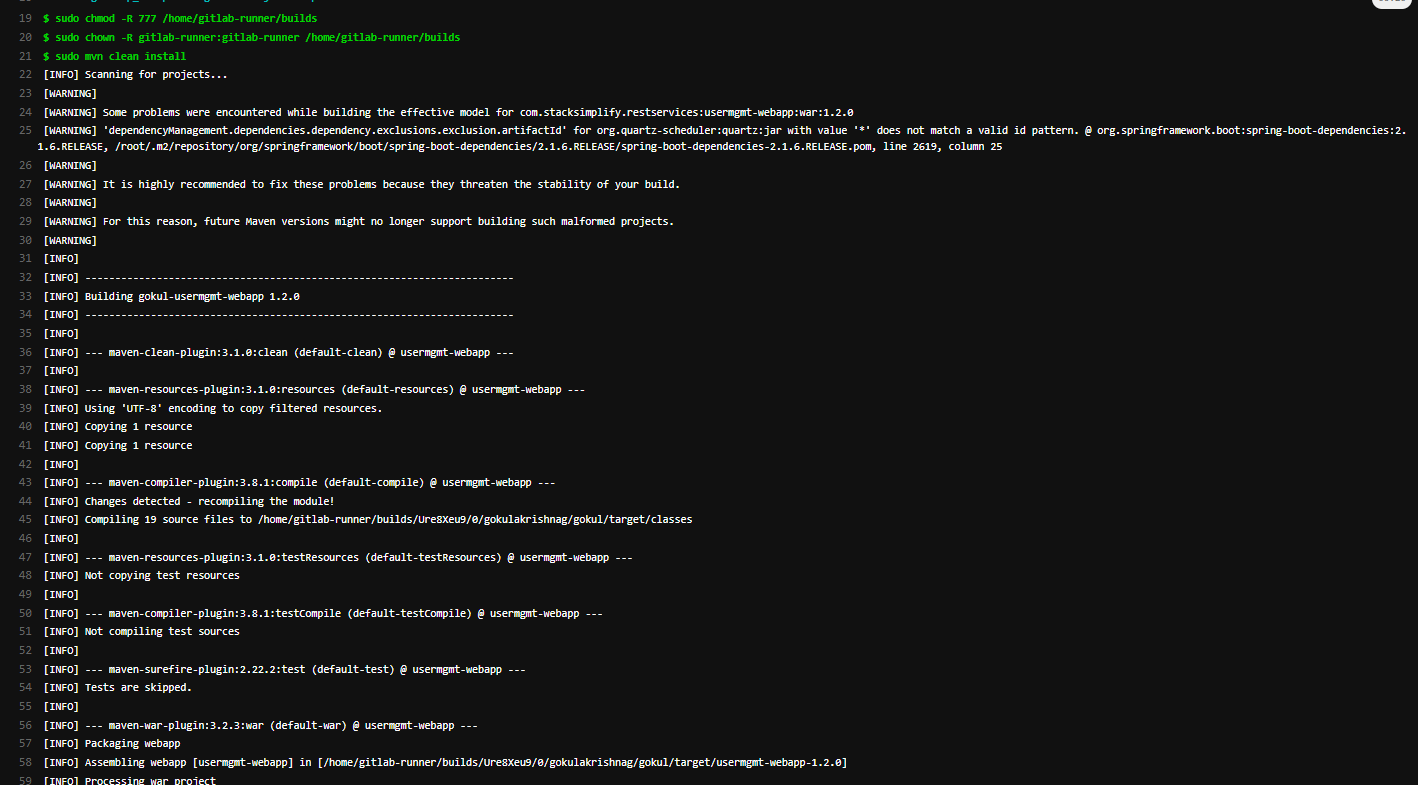 19 $ sudo chmod -R 777 /home/gitlab-runner/builds
20 $ sudo chown -R gitlab-runner:gitlab-runner /home/gitlab-runner/builds
21 $ sudo mvn clean install
22 [INFO] Scanning for projects...
23 [WARNING]
24 [WARNING] Some problems were encountered while building the effective model for com.stacksimplify.restservices:usermgmt-webapp:war:1.2.0
25 [WARNING] 'dependencyManagement.dependencies.dependency.exclusions.exclusion.artifactId' for org.quartz-scheduler:quartz:jar with value '*' does not match a valid id pattern. @ org.springframework.boot:spring-boot-dependencies:2.
1.6.RELEASE, /root/.m2/repository/org/springframework/boot/spring-boot-dependencies/2.1.6.RELEASE/spring-boot-dependencies-2.1.6.RELEASE.pom, line 2619, column 25
26 [WARNING]
27 [WARNING] It is highly recommended to fix these problems because they threaten the stability of your build.
28 [WARNING]
29 [WARNING] For this reason, future Maven versions might no longer support building such malformed projects.
30 [WARNING]
31 [INFO]
32 [INFO] ------------------------------------------------------------------------
33 [INFO] Building gokul-usermgmt-webapp 1.2.0
34 [INFO] ------------------------------------------------------------------------
35 [INFO]
36 [INFO] --- maven-clean-plugin:3.1.0:clean (default-clean) @ usermgmt-webapp ---
37 [INFO]
38 [INFO] --- maven-resources-plugin:3.1.0:resources (default-resources) @ usermgmt-webapp ---
39 [INFO] Using 'UTF-8' encoding to copy filtered resources.
40 [INFO] Copying 1 resource
41 [INFO] Copying 1 resource
42 [INFO]
43 [INFO] --- maven-compiler-plugin:3.8.1:compile (default-compile) @ usermgmt-webapp ---
44 [INFO] Changes detected - recompiling the module!
45 [INFO] Compiling 19 source files to /home/gitlab-runner/builds/Ure8Xeu9/0/gokulakrishnag/gokul/target/classes
46 [INFO]
47 [INFO] --- maven-resources-plugin:3.1.0:testResources (default-testResources) @ usermgmt-webapp ---
48 [INFO] Not copying test resources
49 [INFO]
50 [INFO] --- maven-compiler-plugin:3.8.1:testCompile (default-testCompile) @ usermgmt-webapp ---
51 [INFO] Not compiling test sources
52 [INFO]
53 [INFO] --- maven-surefire-plugin:2.22.2:test (default-test) @ usermgmt-webapp ---
54 [INFO] Tests are skipped.
55 [INFO]
56 [INFO] --- maven-war-plugin:3.2.3:war (default-war) @ usermgmt-webapp ---
57 [INFO] Packaging webapp
58 [INFO] Assembling webapp [usermgmt-webapp] in [/home/gitlab-runner/builds/Ure8Xeu9/0/gokulakrishnag/gokul/target/usermgmt-webapp-1.2.0]
59 [INFO] Processing war project